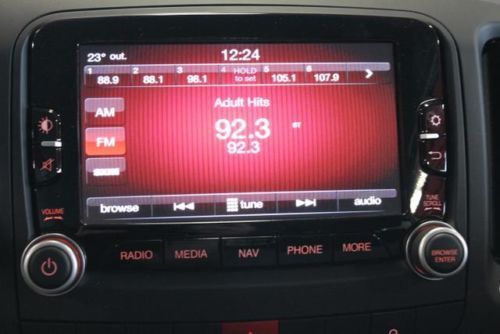 23° out. 12:24
1 2 3 4 HOLD 5 6
88.9 88.1 98.1 to set 105.1 107.9
Adult Hits
AM
92.3 ST
FM
92.3
browse tune audio
VOLUME
TUNE
SCROLL
RADIO MEDIA NAV PHONE MORE
BROWSE
ENTER